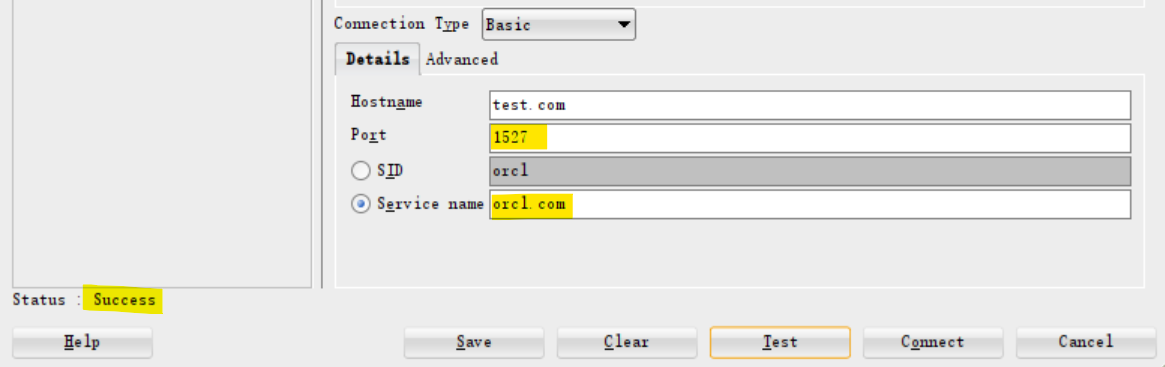 Connection Type Basic
Details Advanced
Hostname test.com
Port 1527
SID orcl
Service name orcl.com
Status : Success
Help Save Clear Test Connect Cancel